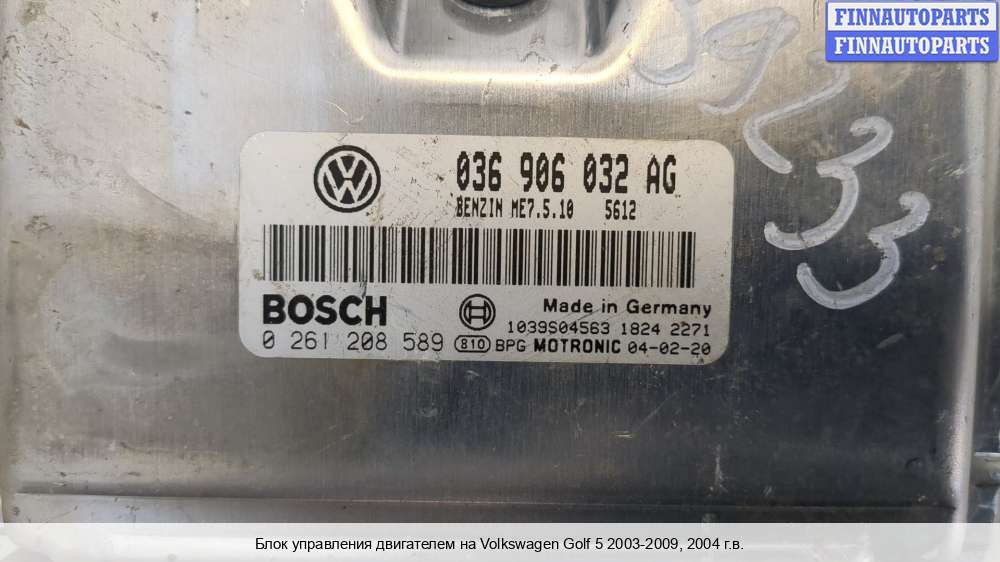 FINNAUTOPARTS
FINNAUTOPARTS
036 906 032 AG
BENZIN ME7.5.10 5612
BOSCH
Made in Germany
1039S04563 1824 2271
0 261 208 589 810 BPG MOTRONIC 04-02-20
Блок управления двигателем на Volkswagen Golf 5 2003-2009, 2004 г.в.